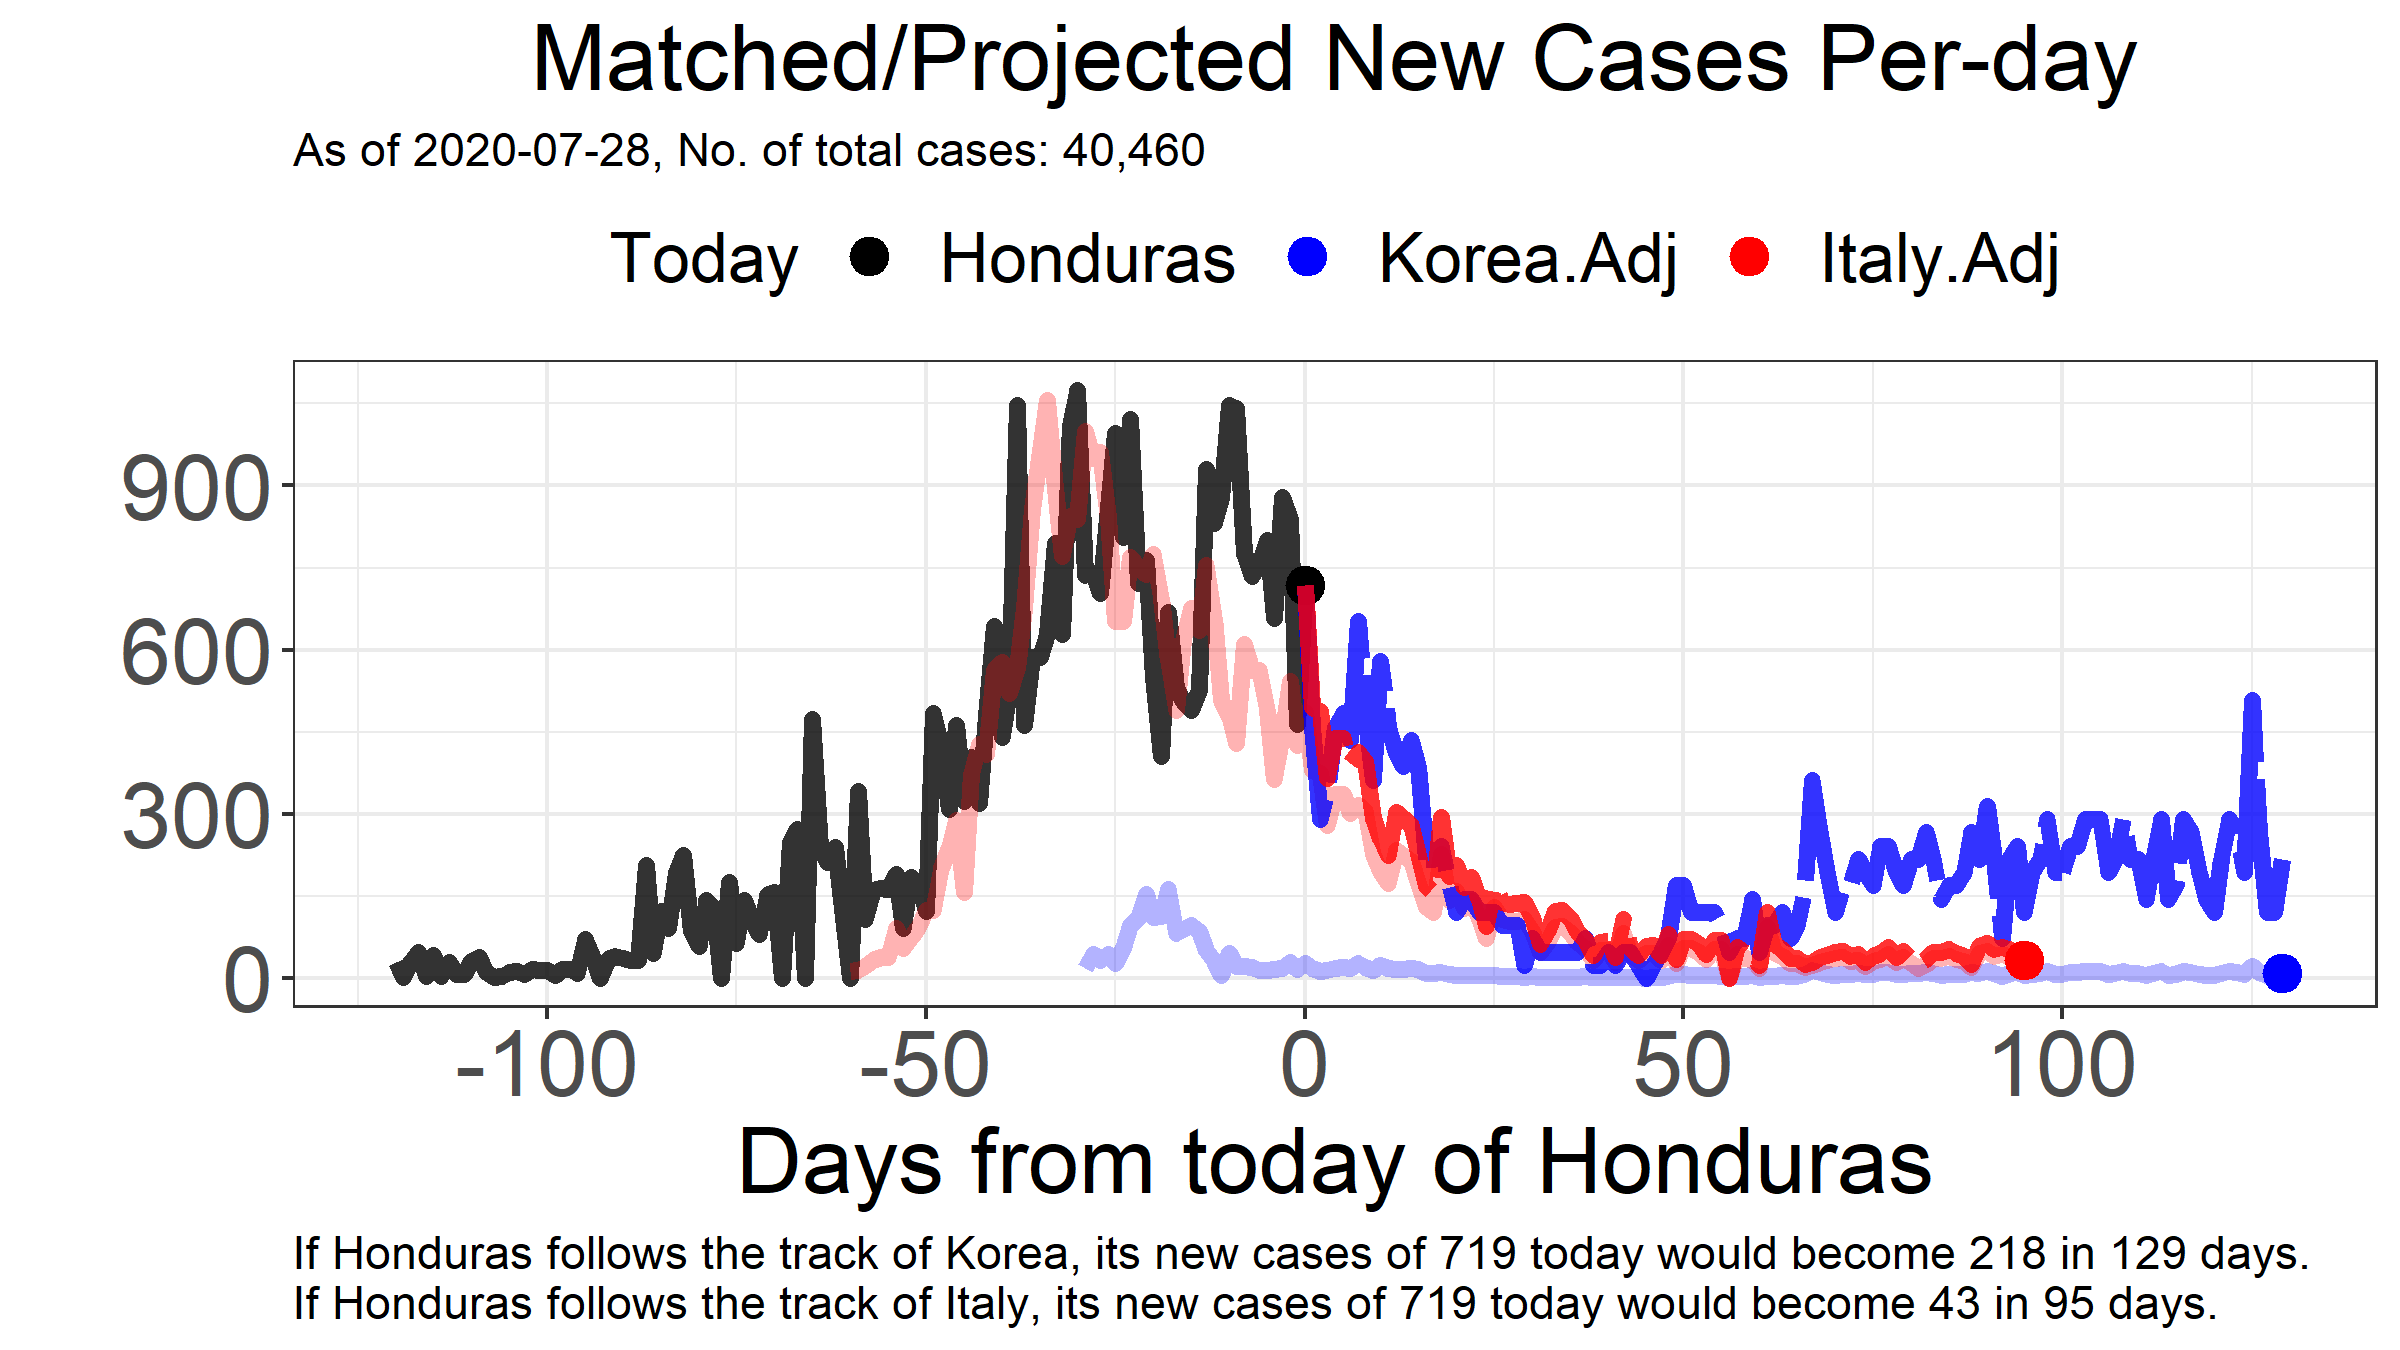 Matched/Projected New Cases Per-day
As of 2020-07-28, No. of total cases: 40,460
Today Honduras Korea.Adj Italy.Adj
900
600
300
0
-100 -50 0 50 100
Days from today of Honduras
If Honduras follows the track of Korea, its new cases of 719 today would become 218 in 129 days.
If Honduras follows the track of Italy, its new cases of 719 today would become 43 in 95 days.